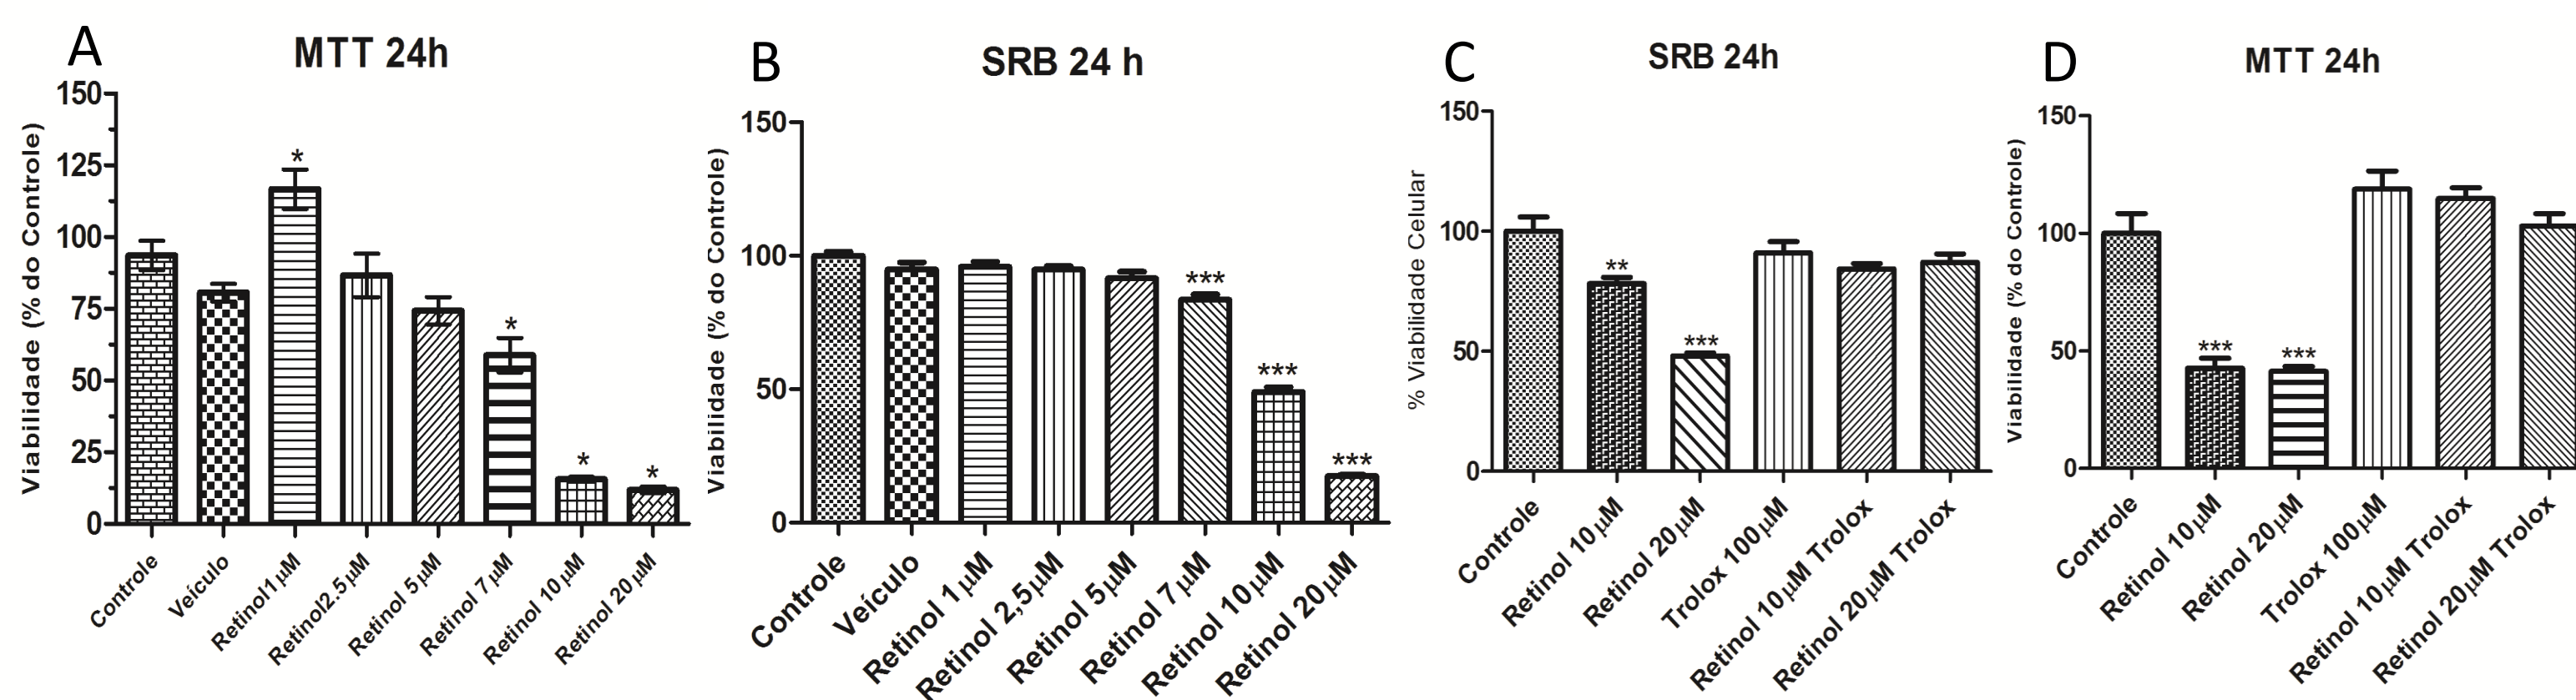 A
MTT 24h
Viabilidade (% do Controle)
150
125
100
75
50
25
0
*
*
*
*
Controle
Veículo
Retinol1µM
Retinol2.5µM
Retinol 5µM
Retinol 7µM
Retinol 10µM
Retinol 20µM
B
SRB 24 h
Viabilidade (% do Controle)
150
100
50
0
***
***
***
Controle
Veículo
Retinol 1µM
Retinol 2,5µM
Retinol 5µM
Retinol 7µM
Retinol 10µM
Retinol 20µM
C
SRB 24h
% Viabilidade Celular
150
100
50
0
**
***
Controle
Retinol 10µM
Retinol 20µM
Trolox 100µM
Retinol 10µM Trolox
Retinol 20µM Trolox
D
MTT 24h
Viabilidade (% do Controle)
150
100
50
0
***
***
Controle
Retinol 10µM
Retinol 20µM
Trolox 100µM
Retinol 10µM Trolox
Retinol 20µM Trolox